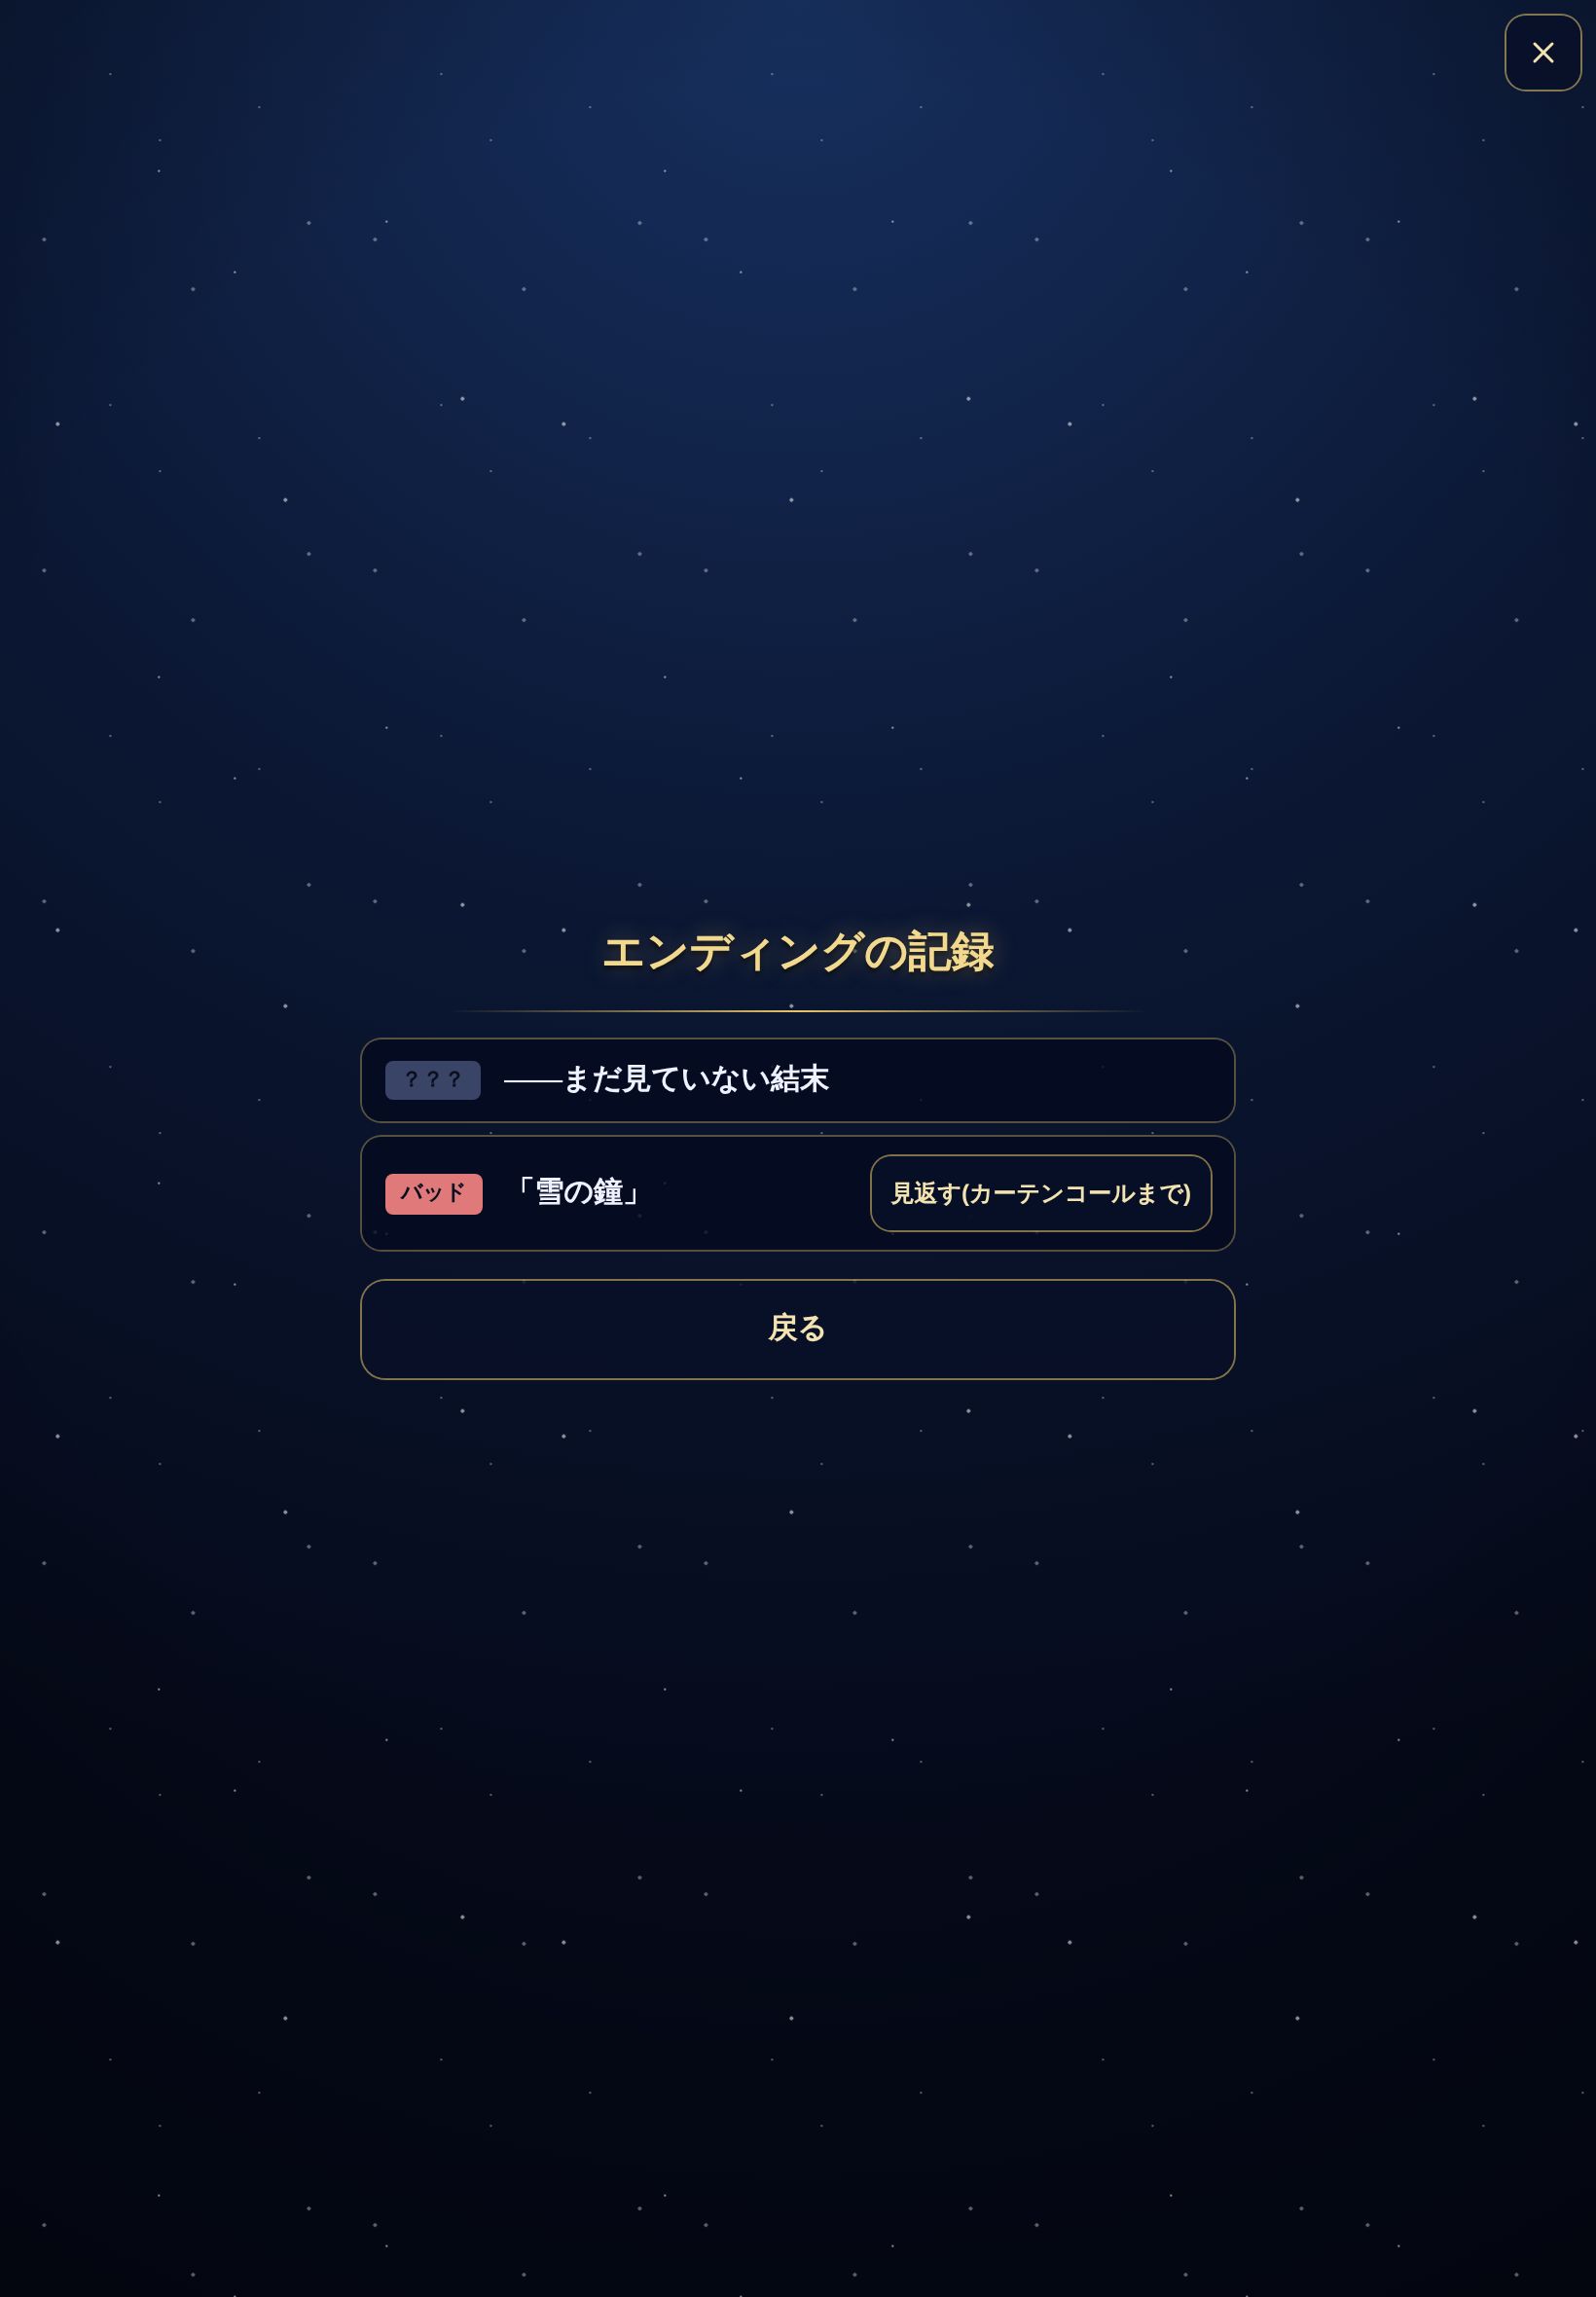 エンディングの記録
？？？ ――まだ見ていない結末
バッド 「雪の鐘」 見返す(カーテンコールまで)
戻る